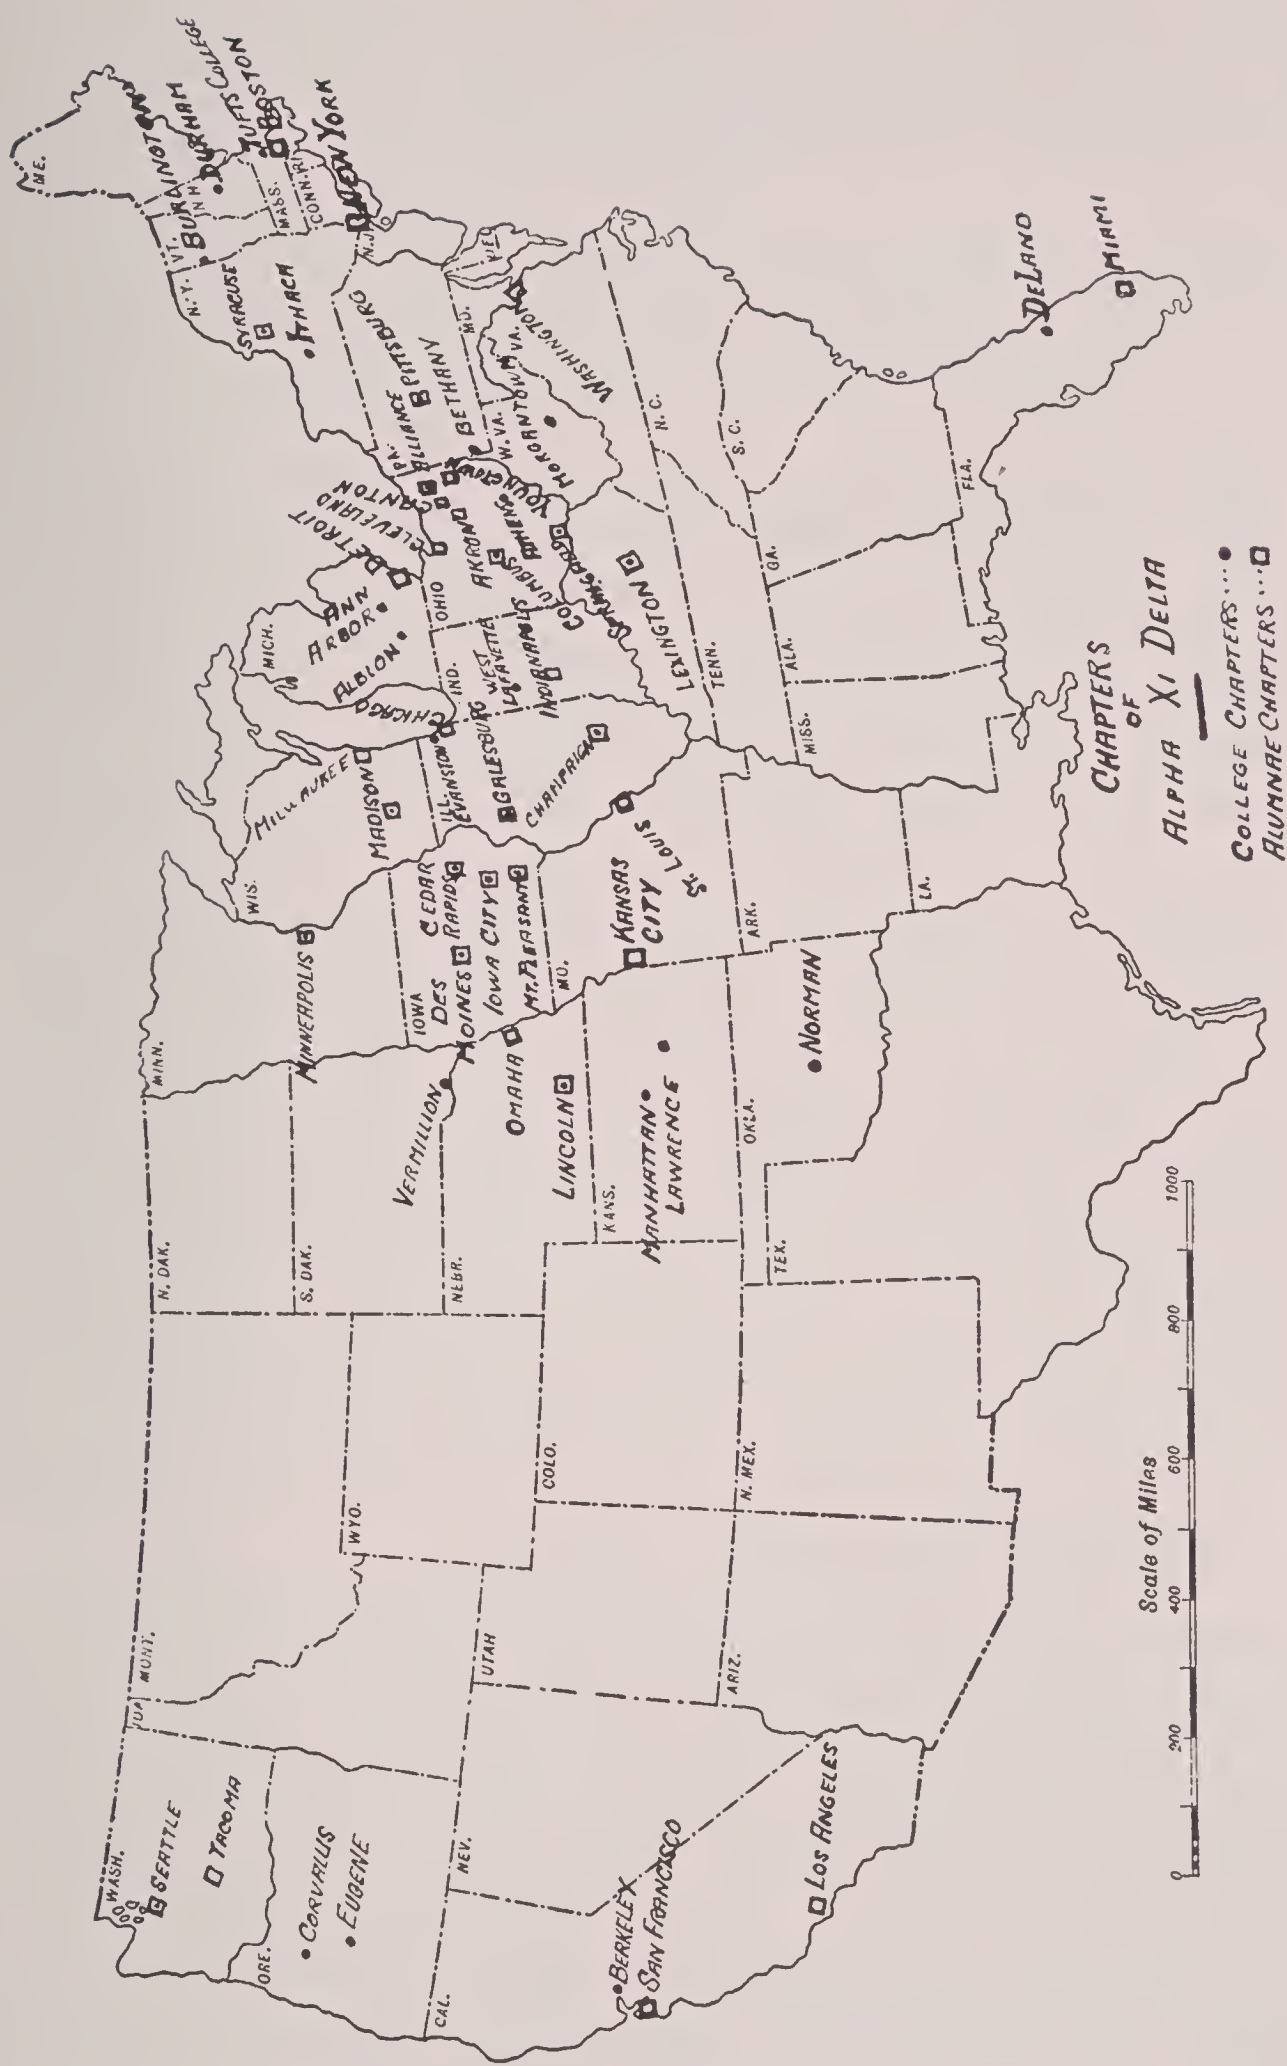 WASH.
SEATTLE
TACOMA
ORE.
CORVALLIS
EUGENE
CAL.
BERKELEY
SAN FRANCISCO
LOS ANGELES
NEV.
MONT.
UTAH
ARIZ.
WYO.
COLO.
N. MEX.
N. DAK.
S. DAK.
NEBR.
VERMILLION
OMAHA
LINCOLN
KANS.
MANHATTAN
LAWRENCE
OKLA.
NORMAN
TEX.
MINN.
MINNEAPOLIS
IOWA
DES
MOINES
CEDAR
RAPIDS
IOWA CITY
MT. PLEASANT
MO.
KANSAS
CITY
ST. LOUIS
ARK.
LA.
WIS.
MILWAUKEE
MADISON
ILL.
EVANSTON
CHICAGO
GALESBURG
CHAMPAIGN
MICH.
ANN
ARBOR
ALBION
DETROIT
CLEVELAND
CANTON
IND.
WEST
LAFAYETTE
INDIANAPOLIS
OHIO
AKRON
COLUMBUS
ATHENS
ALLIANCE
LEXINGTON
TENN.
MISS.
ALA.
GA.
FLA.
S. C.
N. C.
DELAND
MIAMI
PA.
PITTSBURG
BETHANY
W. VA.
MORGANTOWN
VA.
WASHINGTON
MD.
DEL.
N.J.
N. Y.
SYRACUSE
ITHACA
NEW YORK
VT.
BURLINGTON
N H
DURHAM
ME.
MASS.
TUFTS COLLEGE
BOSTON
CONN.
RI
CHAPTERS
OF
ALPHA XI DELTA
COLLEGE CHAPTERS...
ALUMNAE CHAPTERS...
Scale of Miles
0 200 400 600 800 1000